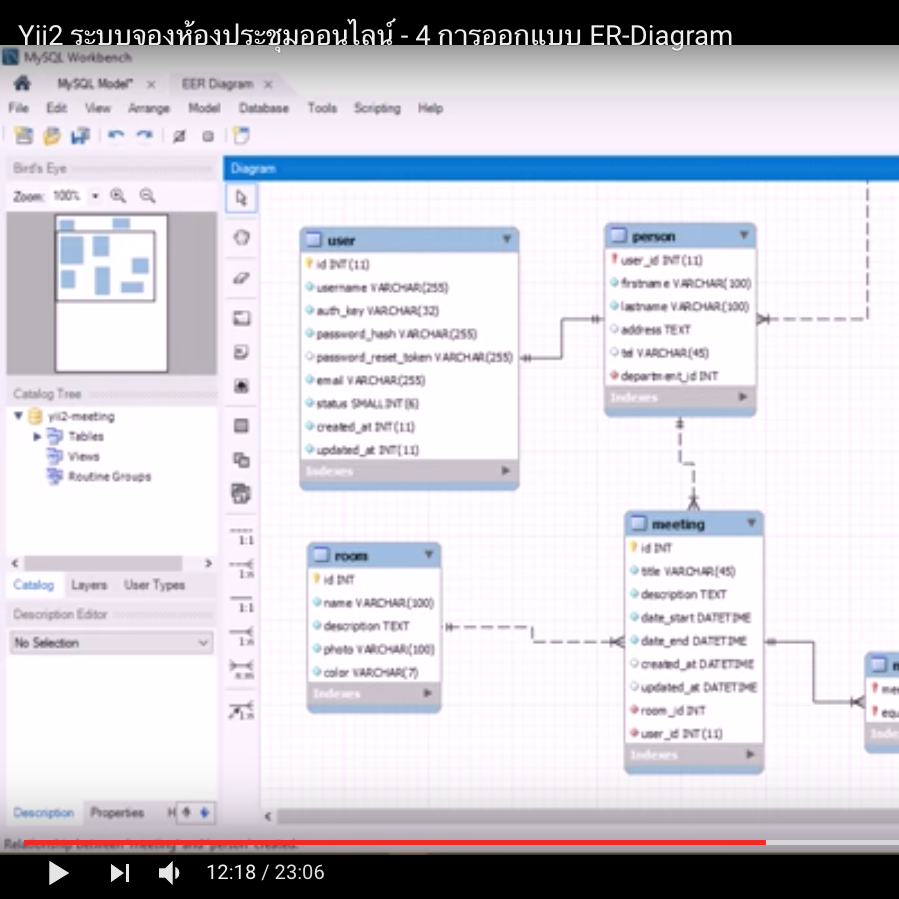 Yii2 ระบบจองห้องประชุมออนไลน์ - 4 การออกแบบ ER-Diagram
MySQL Workbench
MySQL Model* × EER Diagram ×
File Edit View Arrange Model Database Tools Scripting Help
Bird's Eye
Zoom: 100%
Diagram
user
id INT(11)
username VARCHAR(255)
auth_key VARCHAR(32)
password_hash VARCHAR(255)
password_reset_token VARCHAR(255)
email VARCHAR(255)
status SMALLINT(6)
created_at INT(11)
updated_at INT(11)
Indexes
person
user_id INT(11)
firstname VARCHAR(100)
lastname VARCHAR(100)
address TEXT
tel VARCHAR(45)
department_id INT
Indexes
Catalog Tree
yii2-meeting
Tables
Views
Routine Groups
Catalog Layers User Types
Description Editor
No Selection
1:1
1:n
1:1
1:n
n:m
1:n
room
id INT
name VARCHAR(100)
description TEXT
photo VARCHAR(100)
color VARCHAR(7)
Indexes
meeting
id INT
title VARCHAR(45)
description TEXT
date_start DATETIME
date_end DATETIME
created_at DATETIME
updated_at DATETIME
room_id INT
user_id INT(11)
Indexes
Description Properties H
Relationship between 'meeting' and 'person' created.
12:18 / 23:06